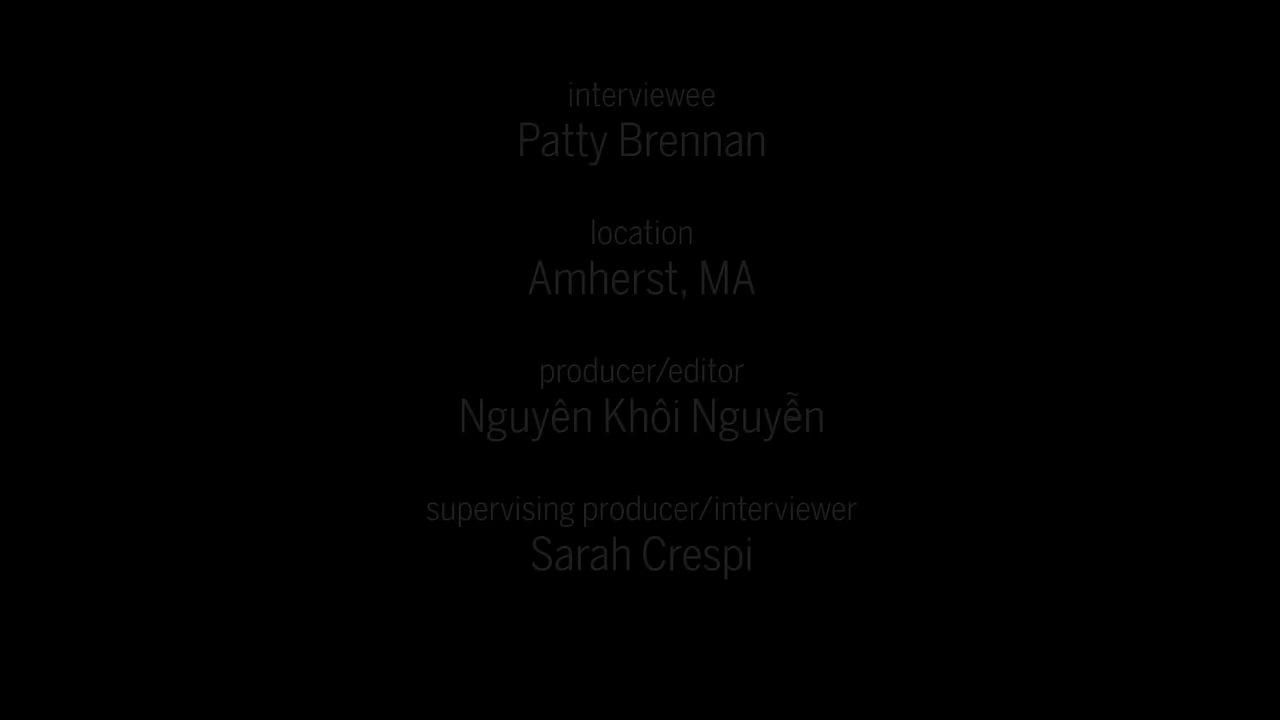 interviewee
Patty Brennan
location
Amherst, MA
producer/editor
Nguyên Khôi Nguyễn
supervising producer/interviewer
Sarah Crespi